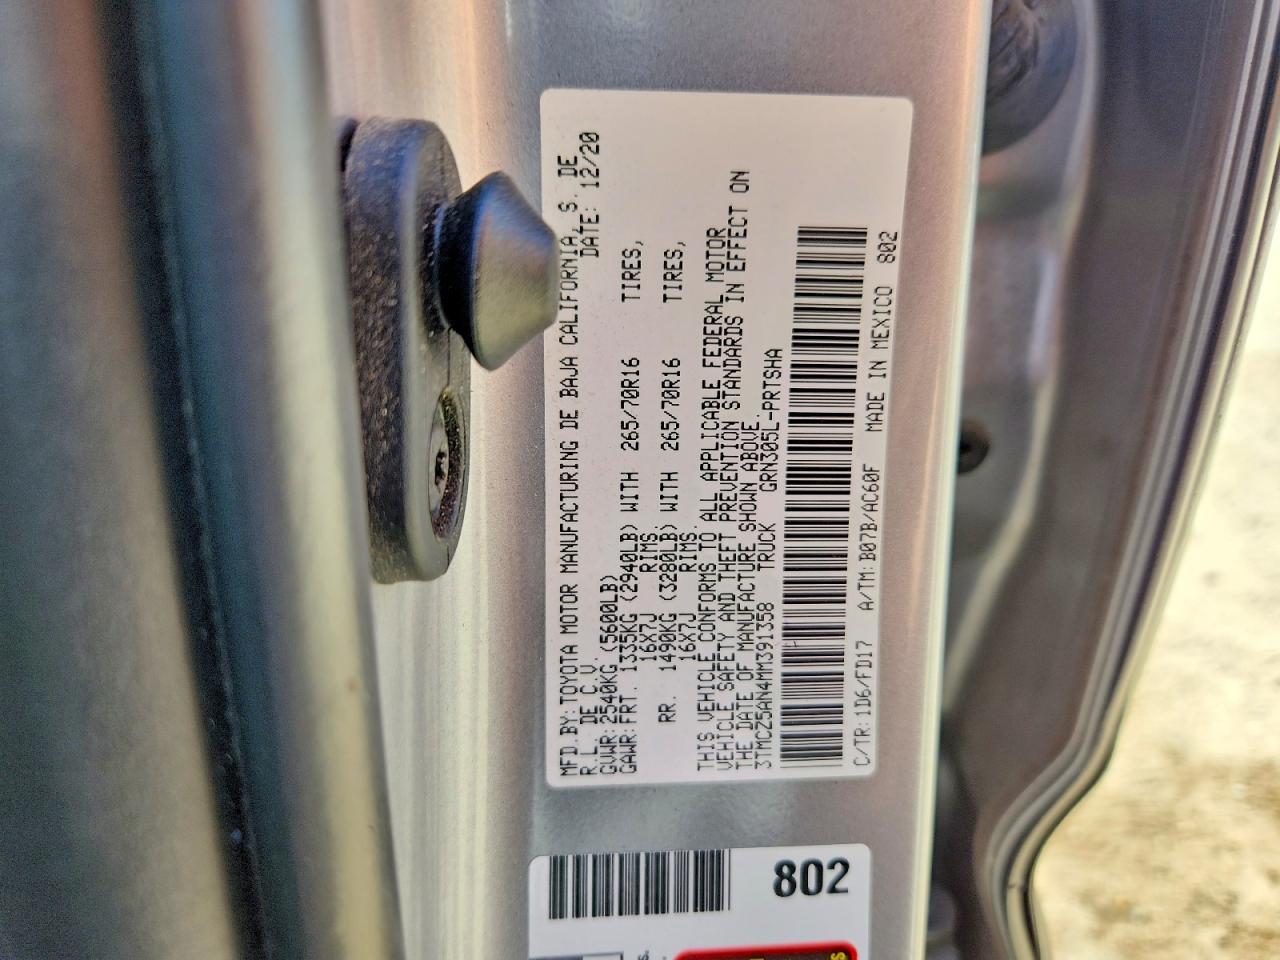 MFD.BY:TOYOTA MOTOR MANUFACTURING DE BAJA CALIFORNIA, S. DE
R.L. DE C.V. DATE: 12/20
GVWR:2540KG (5600LB)
GAWR:FRT. 1335KG (2940LB) WITH 265/70R16 TIRES,
16X7J RIMS.
RR. 1490KG (3280LB) WITH 265/70R16 TIRES,
16X7J RIMS.
THIS VEHICLE CONFORMS TO ALL APPLICABLE FEDERAL MOTOR
VEHICLE SAFETY AND THEFT PREVENTION STANDARDS IN EFFECT ON
THE DATE OF MANUFACTURE SHOWN ABOVE.
3TMCZ5AN4MM391358 TRUCK GRN305L-PRTSHA
C/TR:1D6/FD17 A/TM:B07B/AC60F MADE IN MEXICO 802
802